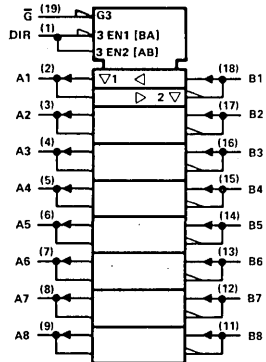 G (19) G3
DIR (1) 3 EN1 [BA]
3 EN2 [AB]
A1 (2) ▽1 ◁ (18) B1
▷ 2 ▽
A2 (3) (17) B2
A3 (4) (16) B3
A4 (5) (15) B4
A5 (6) (14) B5
A6 (7) (13) B6
A7 (8) (12) B7
A8 (9) (11) B8